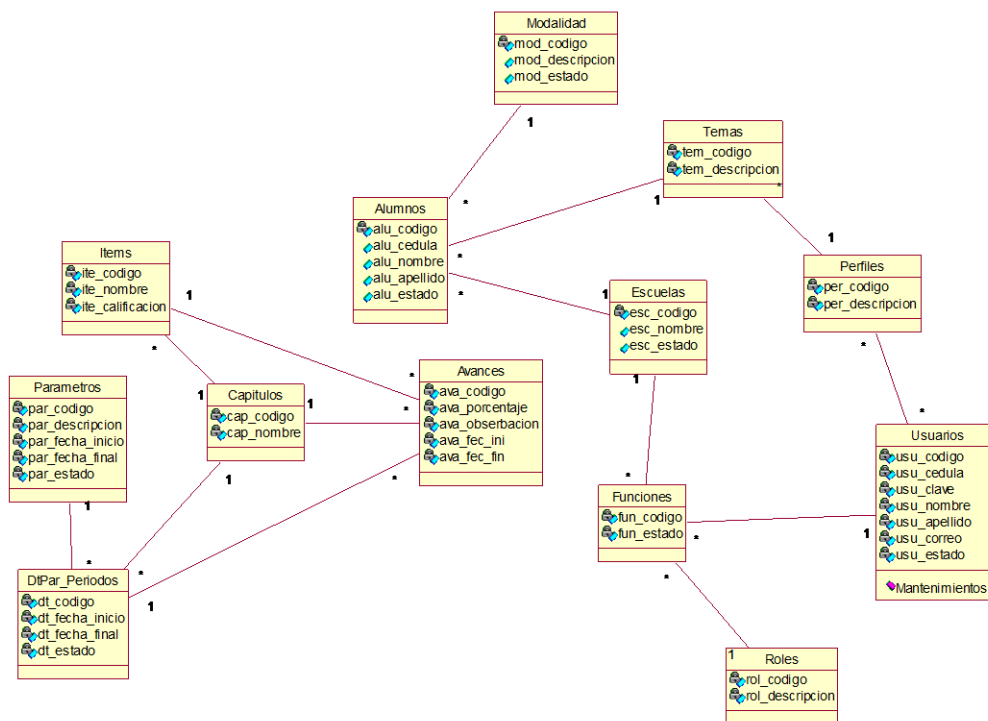 Modalidad
mod_codigo
mod_descripcion
mod_estado
1
*
Temas
tem_codigo
tem_descripcion
*
1
1
Alumnos
alu_codigo
alu_cedula
alu_nombre
alu_apellido
alu_estado
*
*
Items
ite_codigo
ite_nombre
ite_calificacion
1
*
Perfiles
per_codigo
per_descripcion
*
*
Escuelas
esc_codigo
esc_nombre
esc_estado
1
1
Avances
ava_codigo
ava_porcentaje
ava_obserbacion
ava_fec_ini
ava_fec_fin
*
*
*
Parametros
par_codigo
par_descripcion
par_fecha_inicio
par_fecha_final
par_estado
1
Capitulos
cap_codigo
cap_nombre
1
1
1
Usuarios
usu_codigo
usu_cedula
usu_clave
usu_nombre
usu_apellido
usu_correo
usu_estado
Mantenimientos
1
Funciones
fun_codigo
fun_estado
*
*
*
DtPar_Periodos
dt_codigo
dt_fecha_inicio
dt_fecha_final
dt_estado
*
*
1
1
Roles
rol_codigo
rol_descripcion